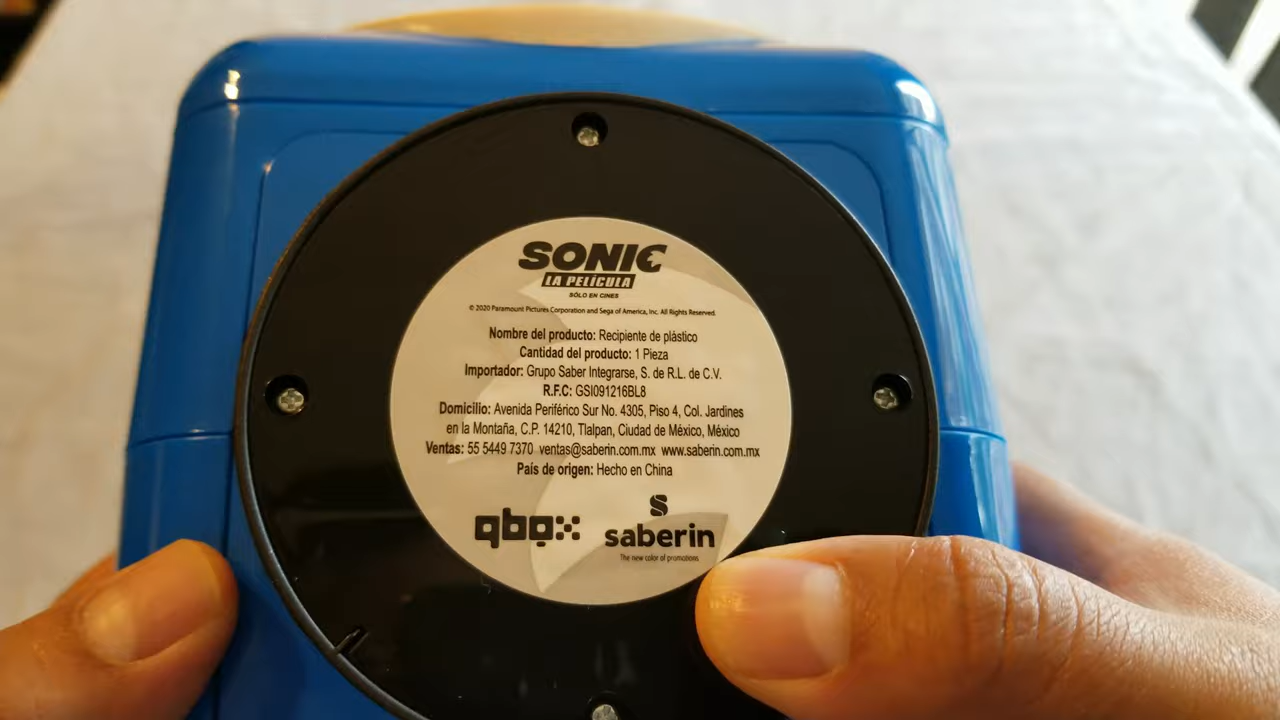 SONIC
LA PELÍCULA
SÓLO EN CINES
© 2020 Paramount Pictures Corporation and Sega of America, Inc. All Rights Reserved.
Nombre del producto: Recipiente de plástico
Cantidad del producto: 1 Pieza
Importador: Grupo Saber Integrarse, S. de R.L. de C.V.
R.F.C: GSI091216BL8
Domicilio: Avenida Periférico Sur No. 4305, Piso 4, Col. Jardines
en la Montaña, C.P. 14210, Tlalpan, Ciudad de México, México
Ventas: 55 5449 7370 ventas@saberin.com.mx www.saberin.com.mx
País de origen: Hecho en China
qbox saberin
The new color of promotions